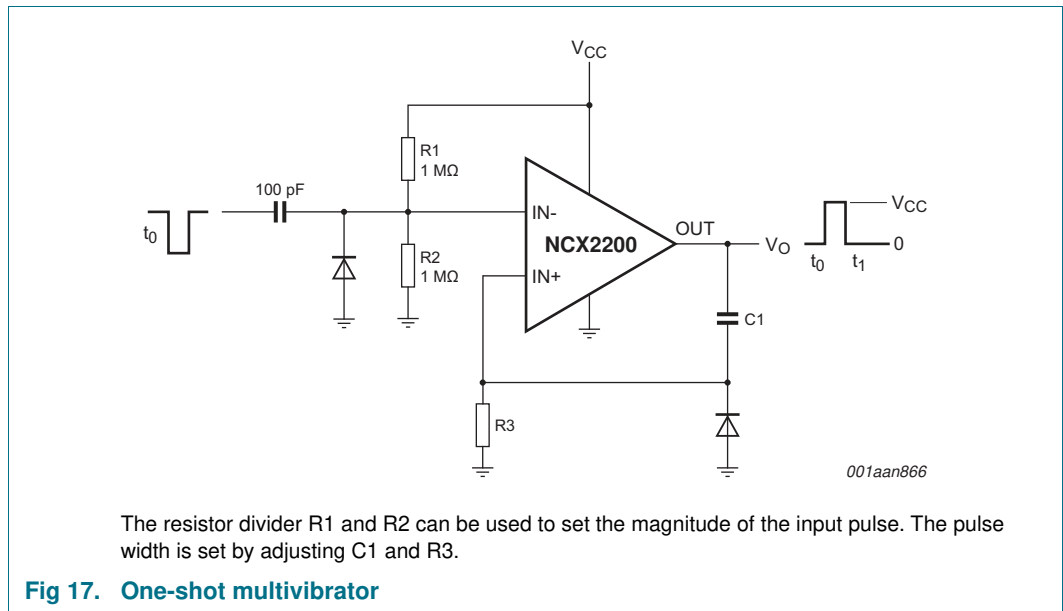 VCC
R1
1 MΩ
100 pF
t0
IN-
NCX2200
OUT
VO
VCC
0
t0
t1
R2
1 MΩ
IN+
C1
R3
001aan866
The resistor divider R1 and R2 can be used to set the magnitude of the input pulse. The pulse
width is set by adjusting C1 and R3.
Fig 17. One-shot multivibrator